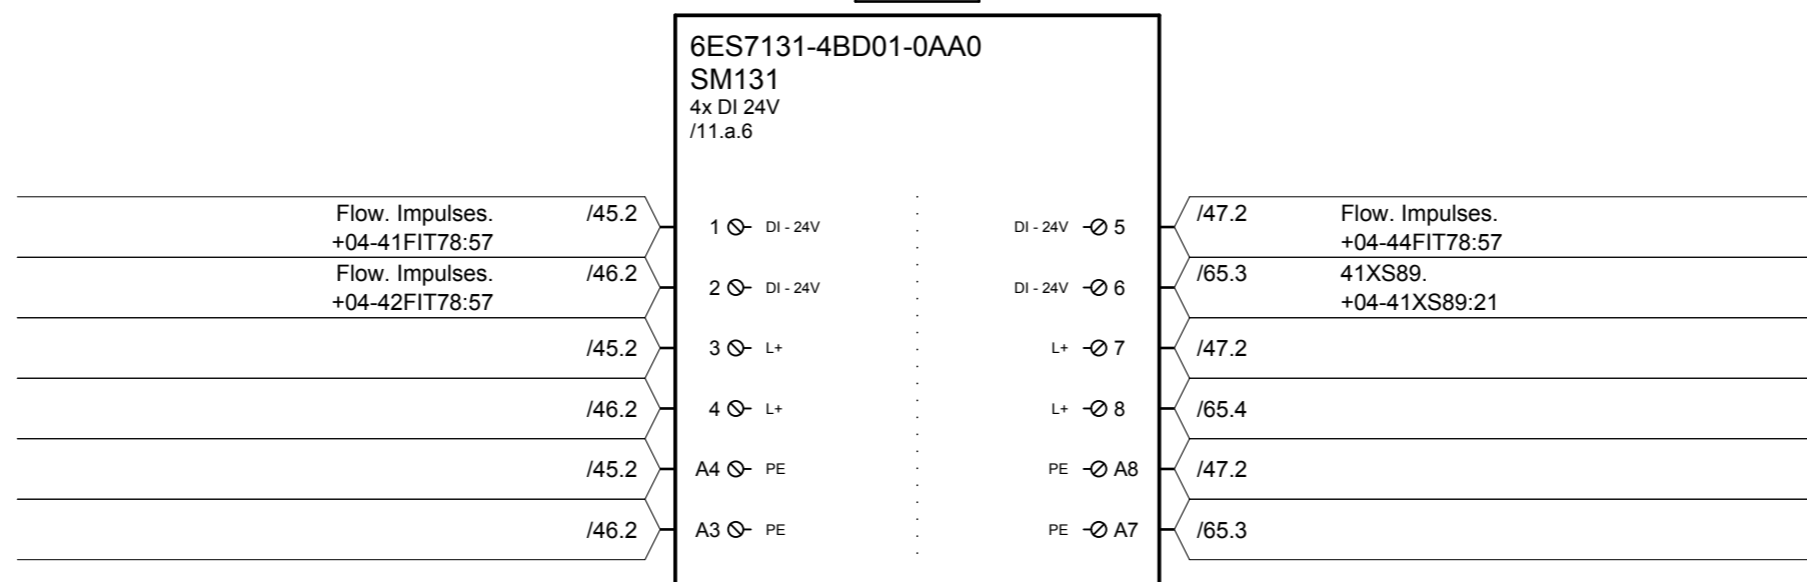 6ES7131-4BD01-0AA0
SM131
4x DI 24V
/11.a.6
Flow. Impulses. /45.2 1 DI - 24V DI - 24V 5 /47.2 Flow. Impulses.
+04-41FIT78:57 +04-44FIT78:57
Flow. Impulses. /46.2 2 DI - 24V DI - 24V 6 /65.3 41XS89.
+04-42FIT78:57 +04-41XS89:21
/45.2 3 L+ L+ 7 /47.2
/46.2 4 L+ L+ 8 /65.4
/45.2 A4 PE PE A8 /47.2
/46.2 A3 PE PE A7 /65.3